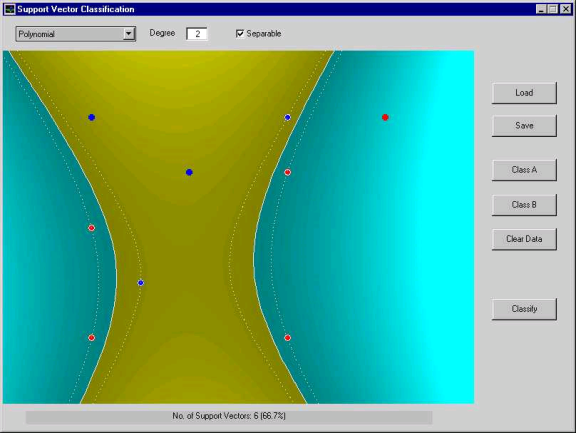 Support Vector Classification
Polynomial Degree 2 Separable
Load
Save
Class A
Class B
Clear Data
Classify
No. of Support Vectors: 6 (66.7%)